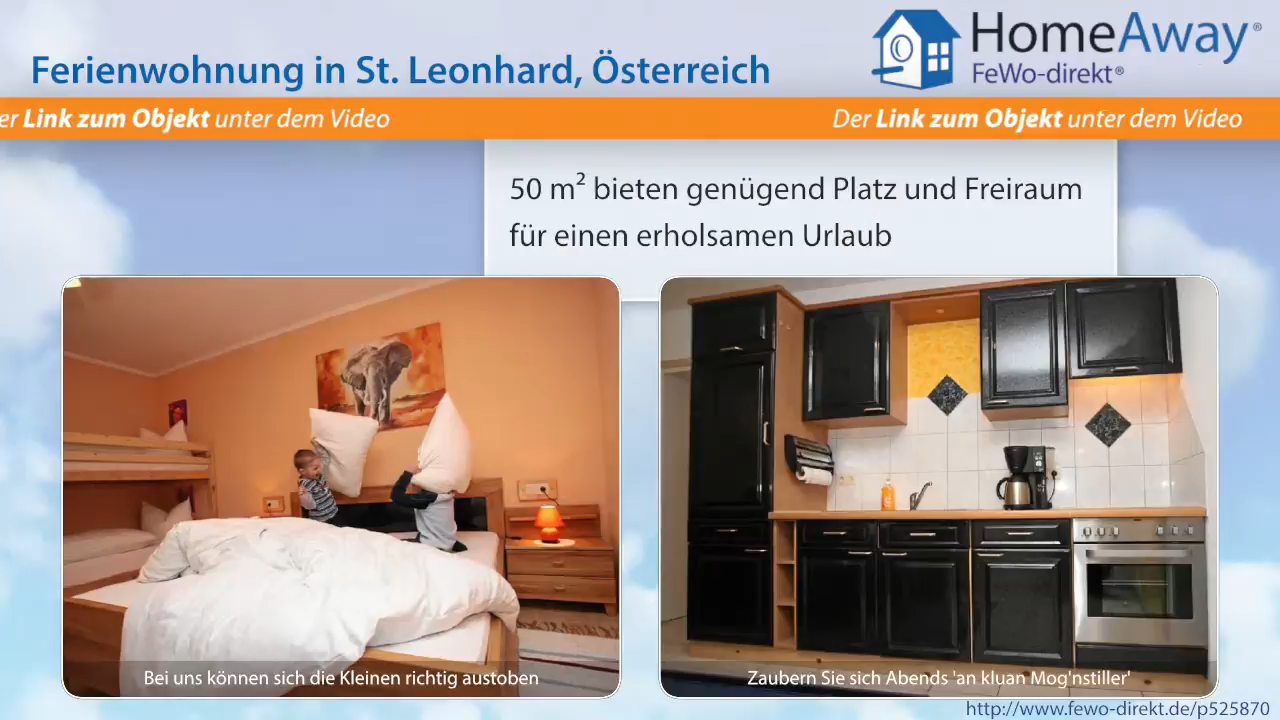 Ferienwohnung in St. Leonhard, Österreich
HomeAway®
FeWo-direkt®
er Link zum Objekt unter dem Video
Der Link zum Objekt unter dem Video
50 m² bieten genügend Platz und Freiraum
für einen erholsamen Urlaub
Bei uns können sich die Kleinen richtig austoben
Zaubern Sie sich Abends 'an kluan Mog'nstiller'
http://www.fewo-direkt.de/p525870